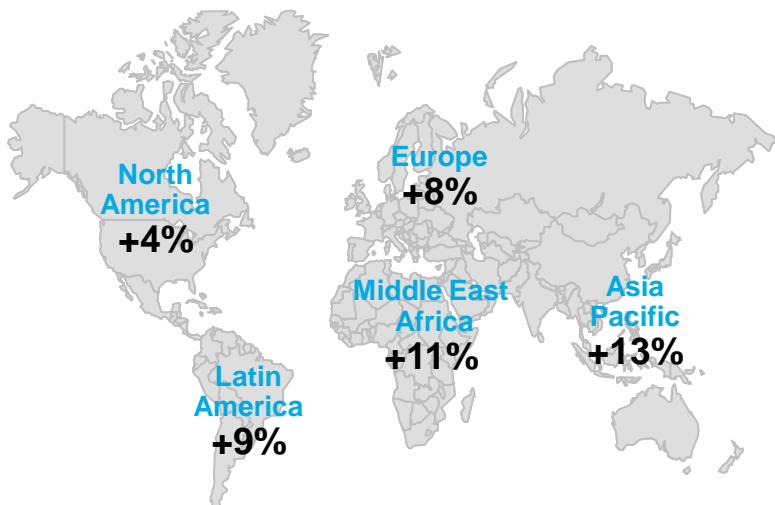 Europe
+8%
North
America
+4%
Middle East
Africa
+11%
Asia
Pacific
+13%
Latin
America
+9%